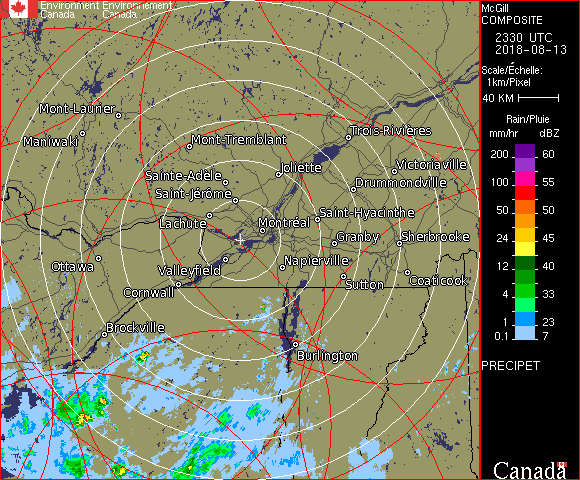 Environment Environnement
Canada Canada
McGill
COMPOSITE
2330 UTC
2018-08-13
Scale/Échelle:
1km/Pixel
40 KM
Rain/Pluie
mm/hr dBZ
200 60
100 55
50 50
24 45
12 40
4 33
1 23
0.1 7
PRECIPET
Mont-Laurier
Maniwaki
Mont-Tremblant
Trois-Rivières
Sainte-Adèle
Joliette
Victoriaville
Saint-Jérôme
Drummondville
Lachute
Montréal
Saint-Hyacinthe
Granby
Sherbrooke
Ottawa
Valleyfield
Napierville
Cornwall
Sutton
Coaticook
Brockville
Burlington
Canada